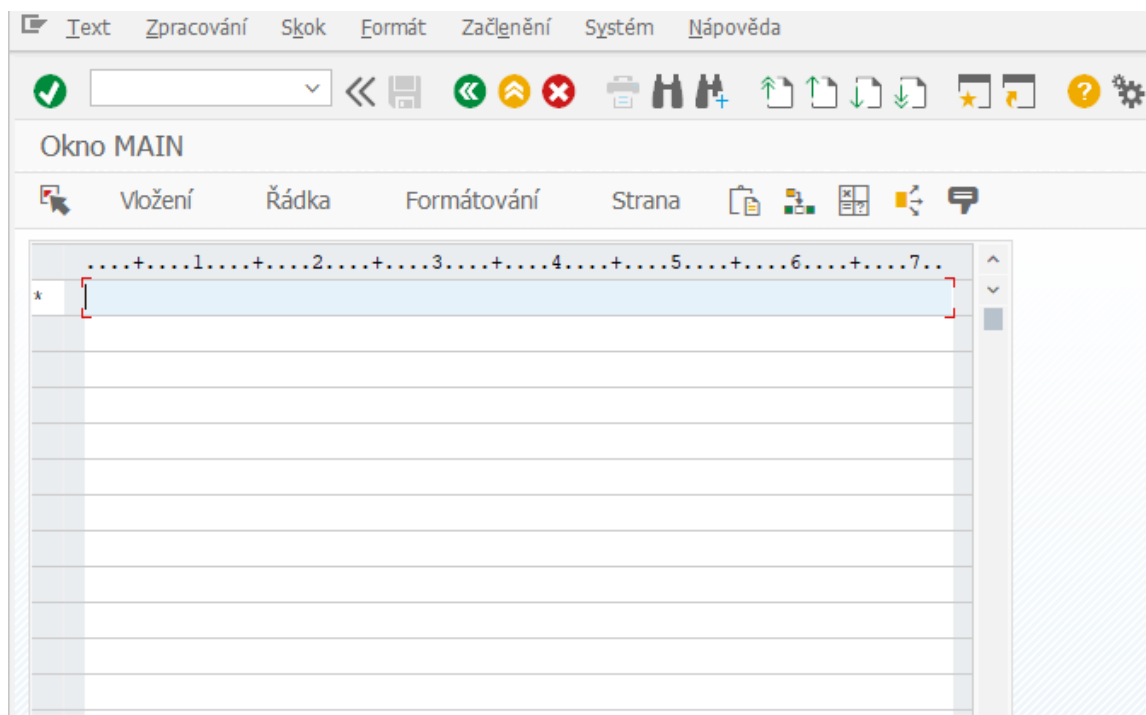 Text Zpracování Skok Formát Začlenění Systém Nápověda
Okno MAIN
Vložení Řádka Formátování Strana
....+....1....+....2....+....3....+....4....+....5....+....6....+....7..
*